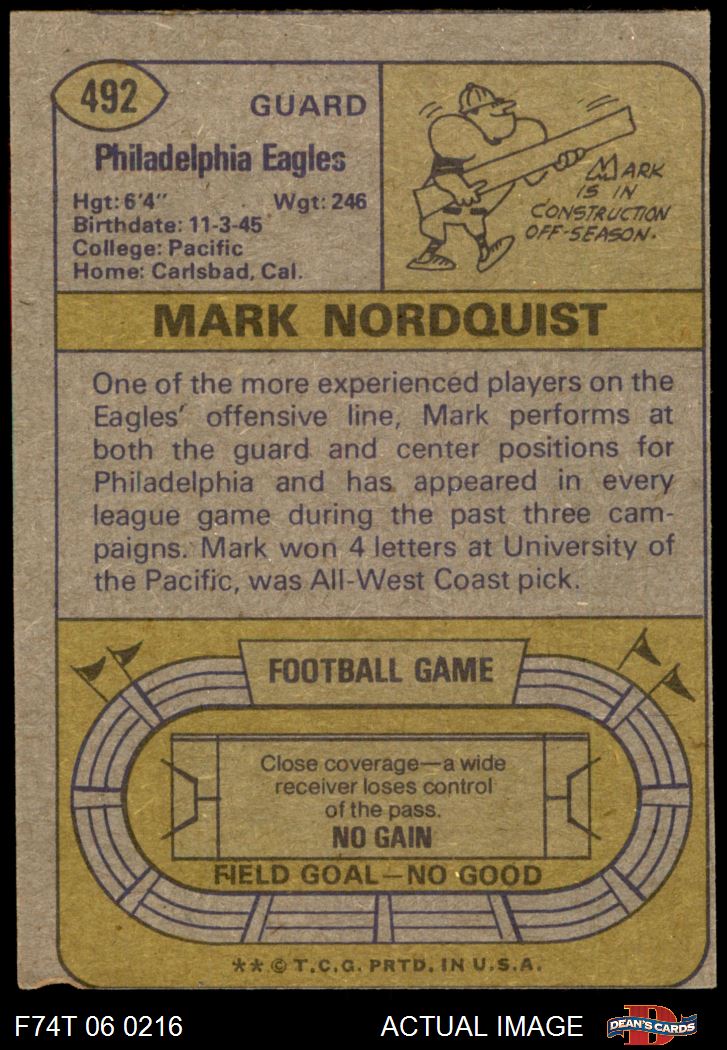 492
GUARD
Philadelphia Eagles
Hgt: 6'4" Wgt: 246
Birthdate: 11-3-45
College: Pacific
Home: Carlsbad, Cal.
MARK
IS IN
CONSTRUCTION
OFF-SEASON.
MARK NORDQUIST
One of the more experienced players on the
Eagles' offensive line, Mark performs at
both the guard and center positions for
Philadelphia and has appeared in every
league game during the past three cam-
paigns. Mark won 4 letters at University of
the Pacific, was All-West Coast pick.
FOOTBALL GAME
Close coverage—a wide
receiver loses control
of the pass.
NO GAIN
FIELD GOAL—NO GOOD
** © T.C.G. PRTD. IN U.S.A.
F74T 06 0216 ACTUAL IMAGE
D
DEAN'S CARDS